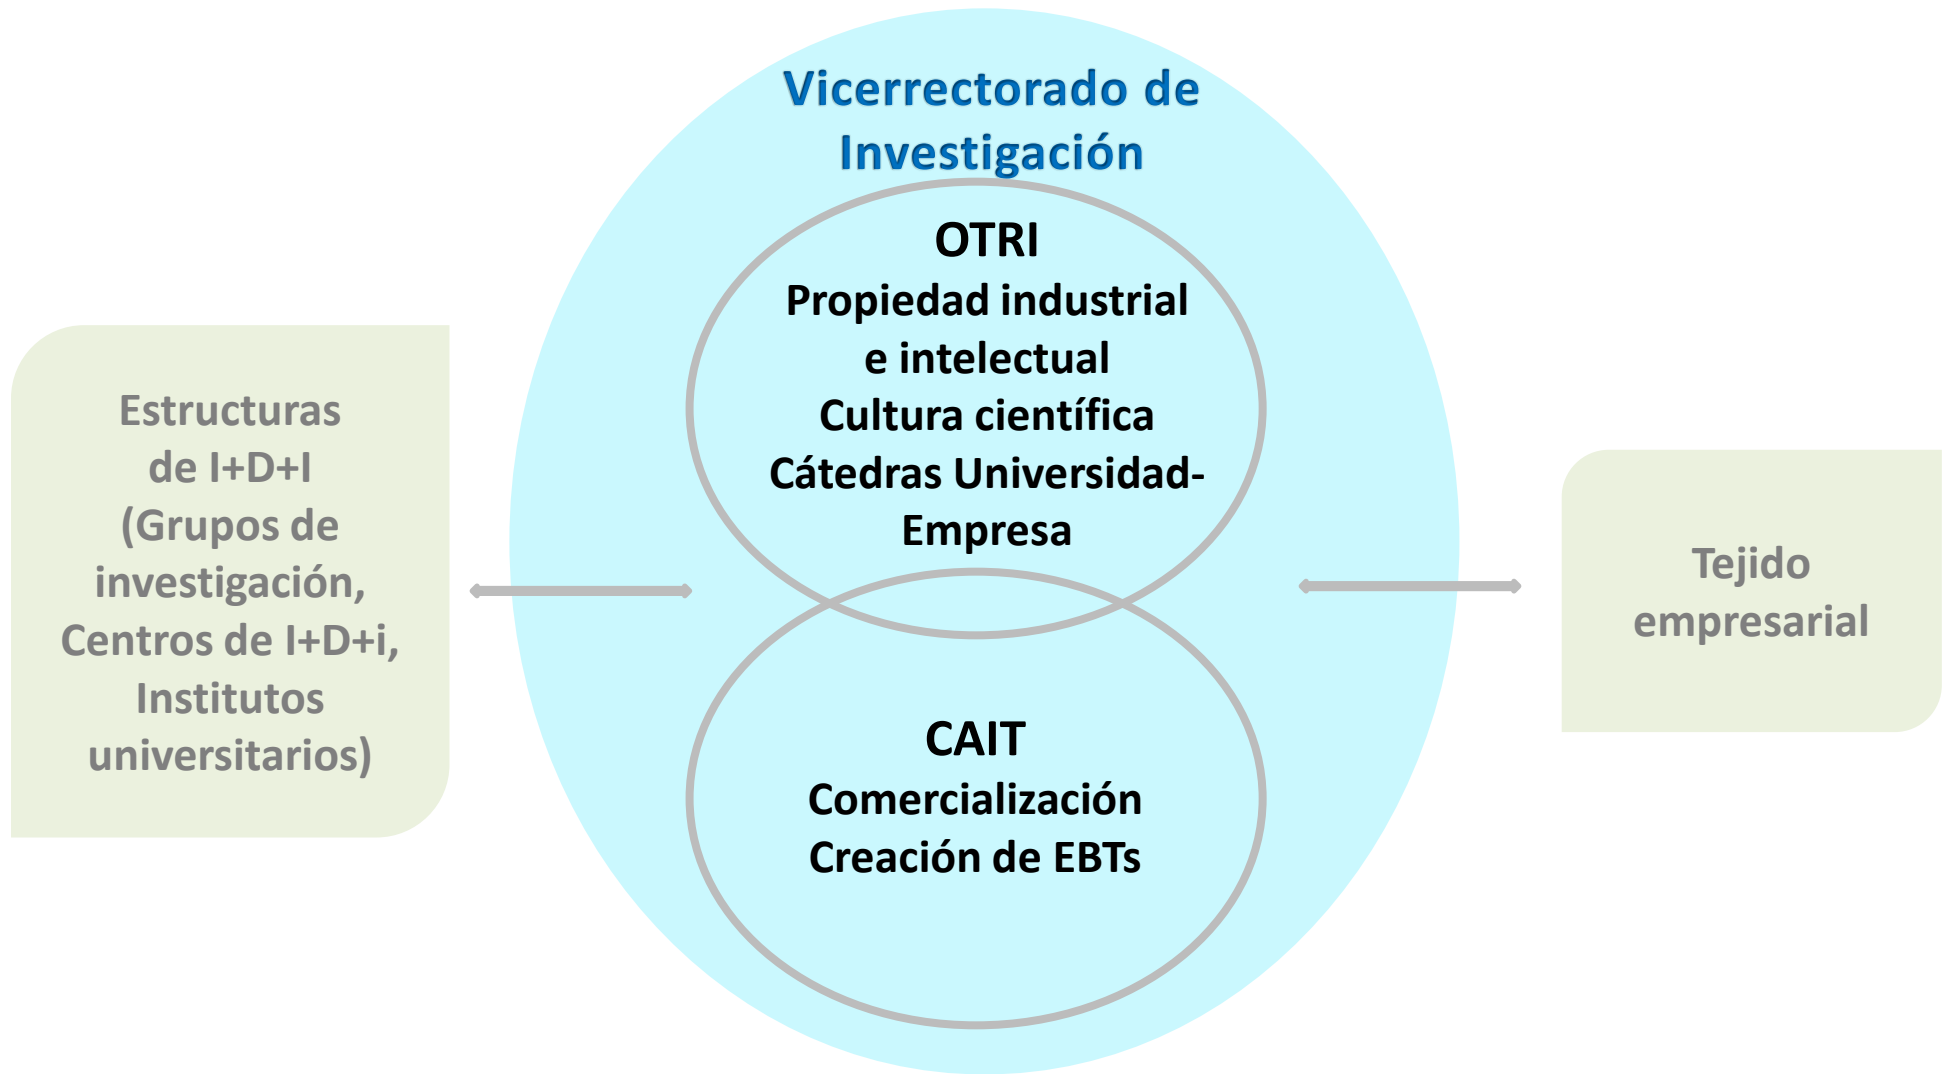 Vicerrectorado de
Investigación
OTRI
Propiedad industrial
e intelectual
Cultura científica
Cátedras Universidad-
Empresa
CAIT
Comercialización
Creación de EBTs
Estructuras
de I+D+I
(Grupos de
investigación,
Centros de I+D+i,
Institutos
universitarios)
Tejido
empresarial